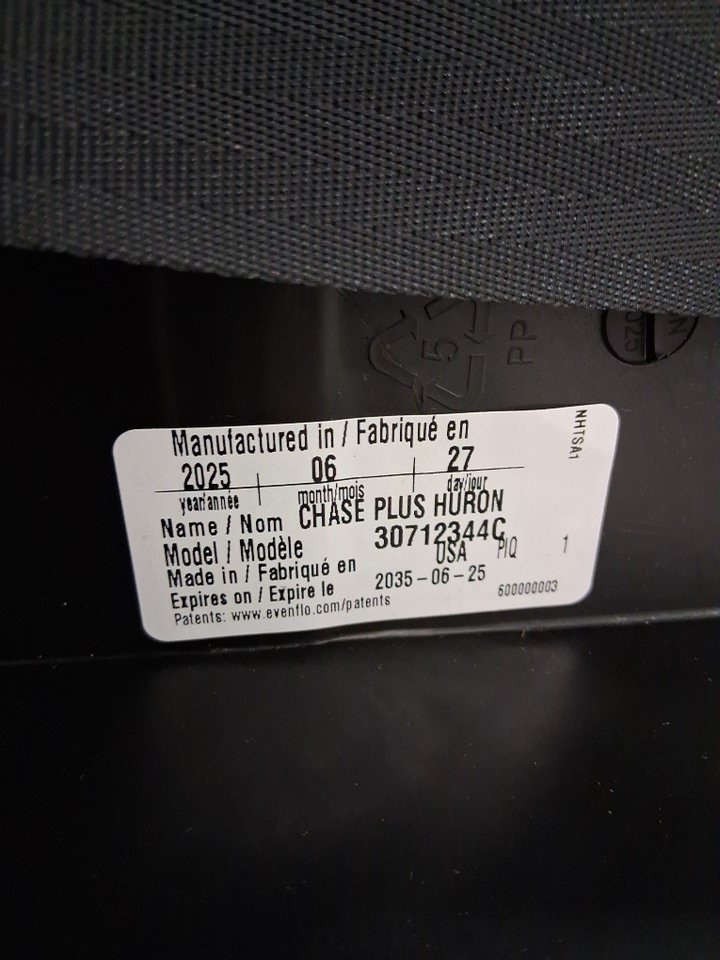 5
PP
025
N
Manufactured in / Fabriqué en
2025 06 27
year/année month/mois day/jour
Name / Nom CHASE PLUS HURON
Model / Modèle 30712344C
Made in / Fabriqué en USA PIQ 1
Expires on / Expire le 2035-06-25
Patents: www.evenflo.com/patents 600000003
NHTSA1